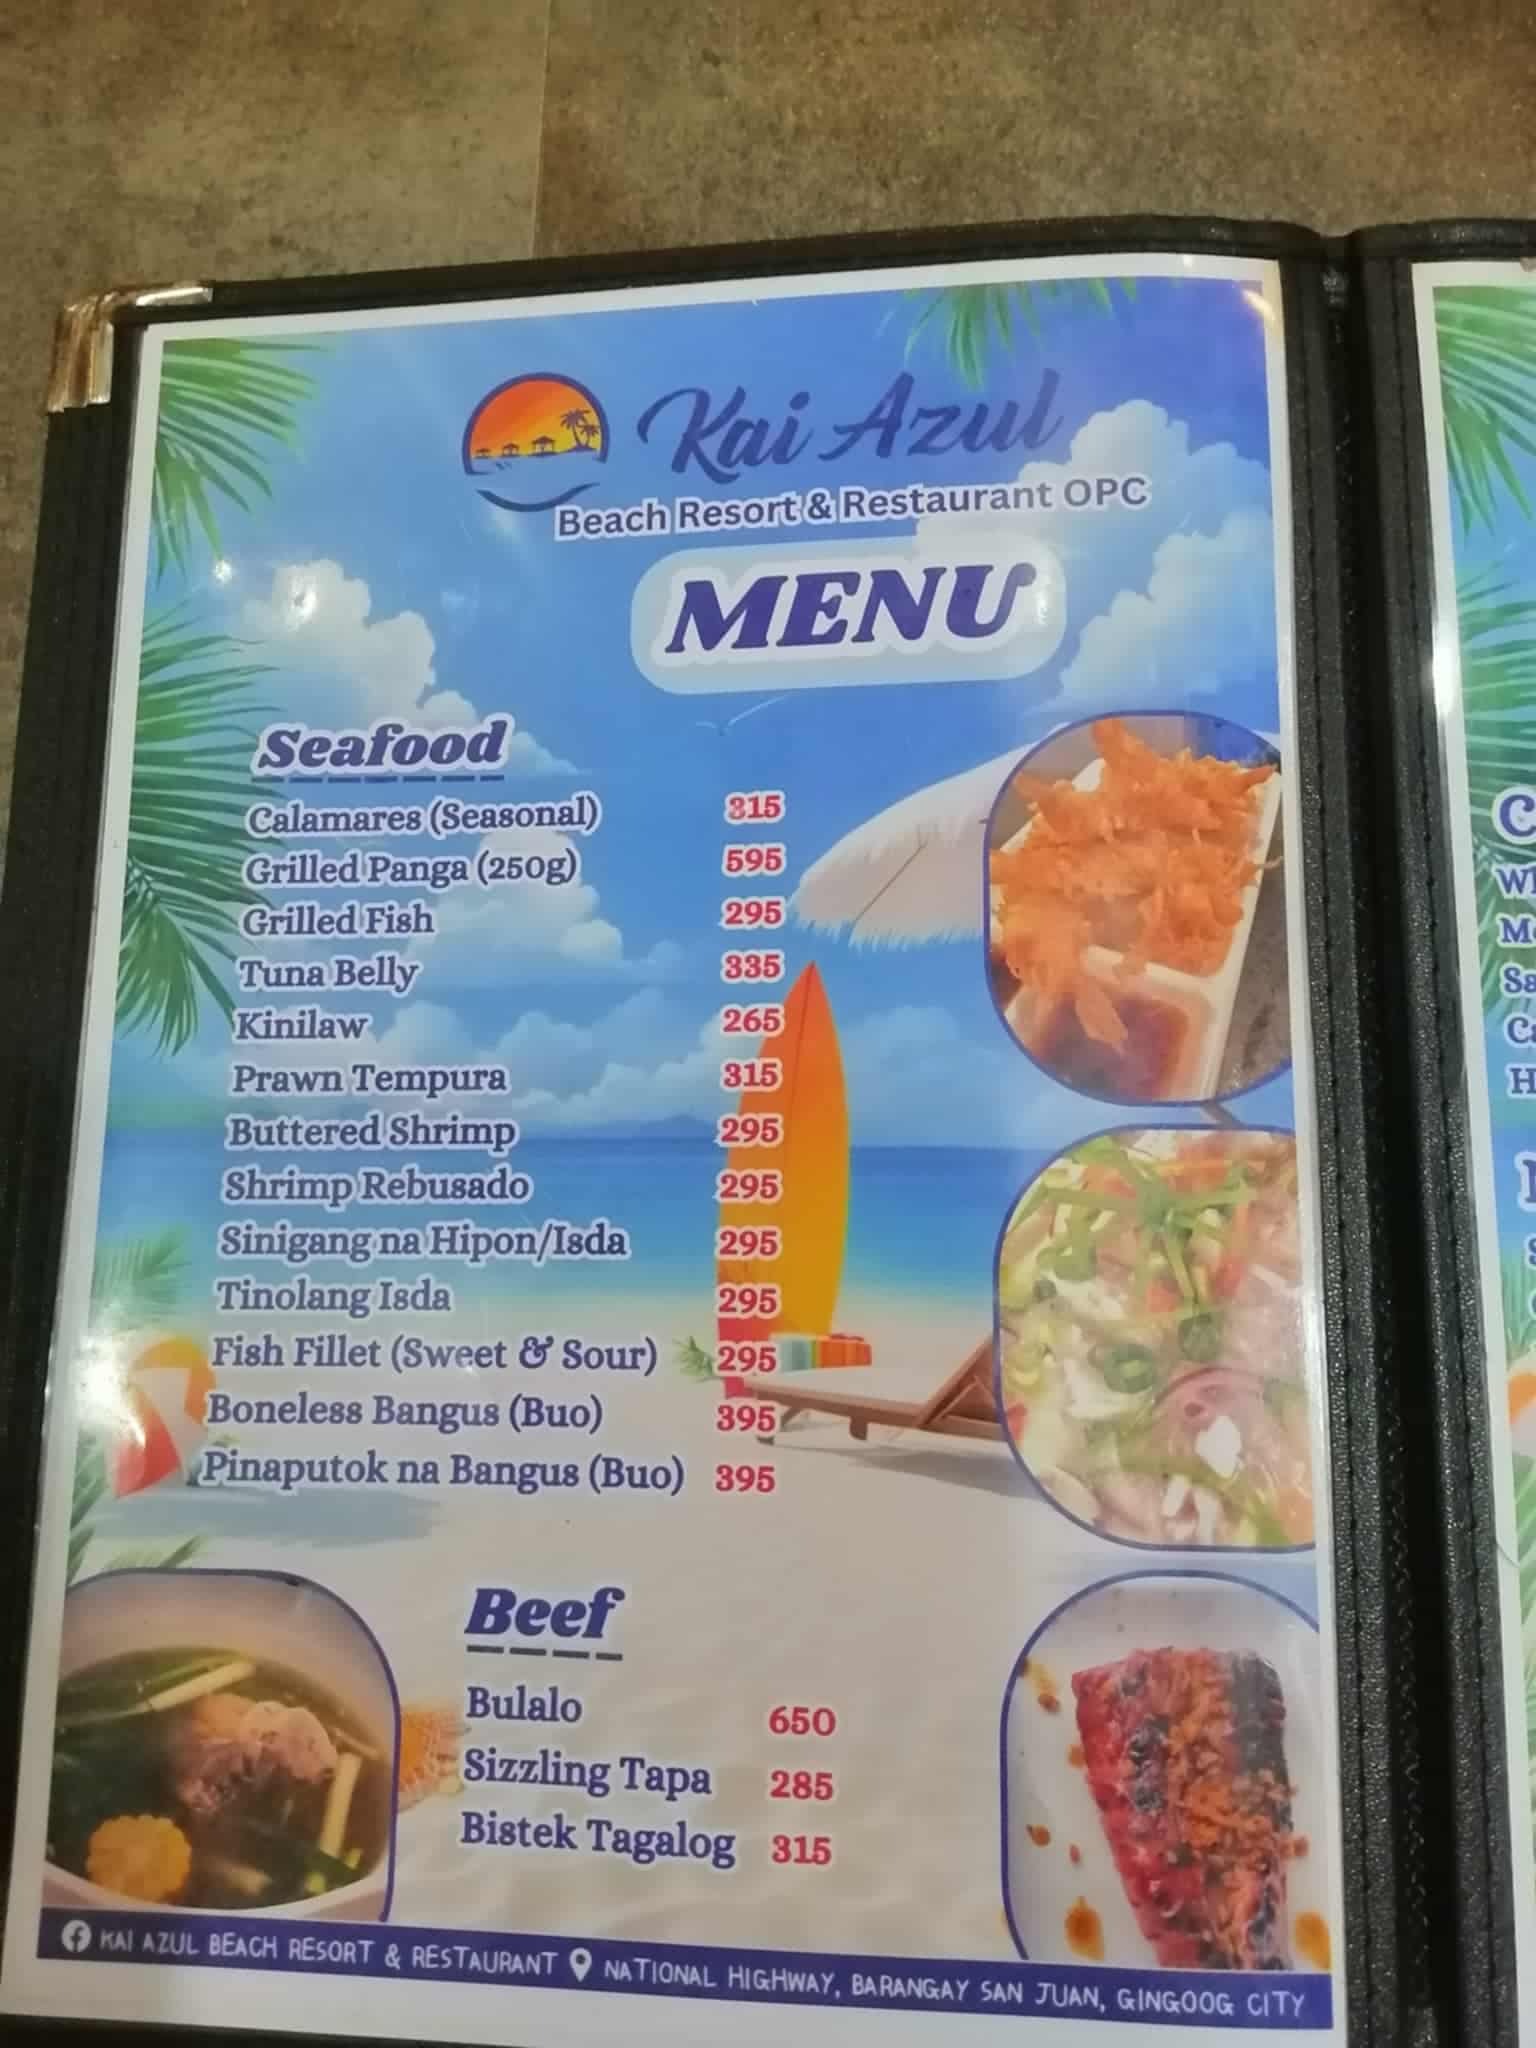 Kai Azul
Beach Resort & Restaurant OPC
MENU
Seafood
Calamares (Seasonal) 315
Grilled Panga (250g) 595
Grilled Fish 295
Tuna Belly 335
Kinilaw 265
Prawn Tempura 315
Buttered Shrimp 295
Shrimp Rebusado 295
Sinigang na Hipon/Isda 295
Tinolang Isda 295
Fish Fillet (Sweet & Sour) 295
Boneless Bangus (Buo) 395
Pinaputok na Bangus (Buo) 395
Beef
Bulalo 650
Sizzling Tapa 285
Bistek Tagalog 315
KAI AZUL BEACH RESORT & RESTAURANT NATIONAL HIGHWAY, BARANGAY SAN JUAN, GINGOOG CITY